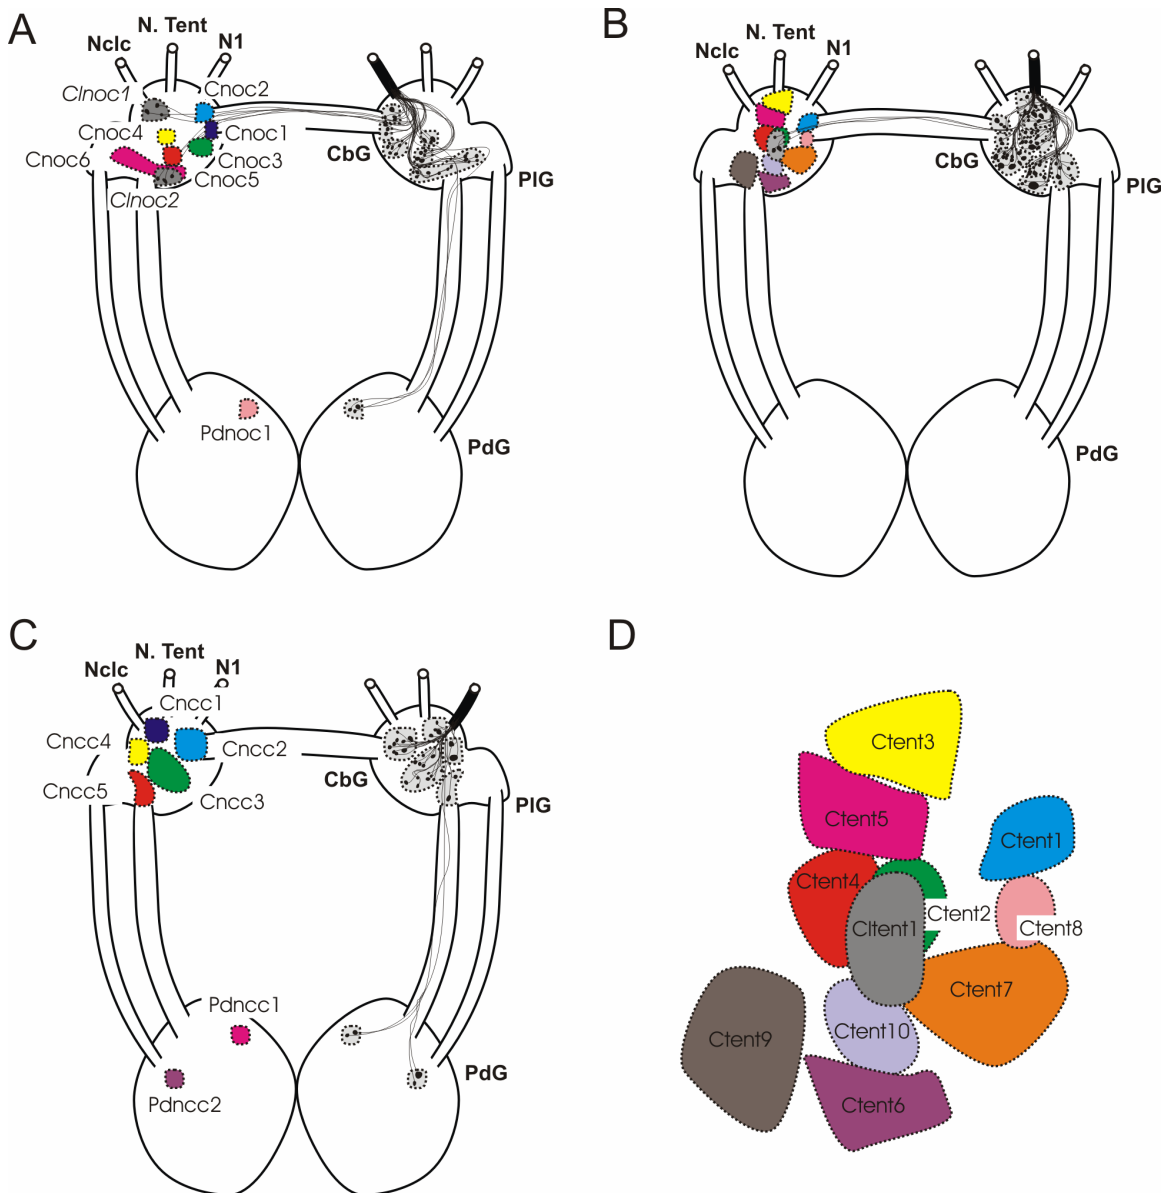 A
N. Tent
Nclc
N1
Clnoc1
Cnoc2
Cnoc4
Cnoc1
Cnoc6
Cnoc3
Cnoc5
Clnoc2
CbG
PlG
Pdnoc1
PdG
B
N. Tent
Nclc
N1
CbG
PlG
PdG
C
N. Tent
Nclc
N1
Cncc1
Cncc4
Cncc2
Cncc5
Cncc3
CbG
PlG
Pdncc1
PdG
Pdncc2
D
Ctent3
Ctent5
Ctent1
Ctent4
Ctent2
Cltent1
Ctent8
Ctent7
Ctent10
Ctent9
Ctent6